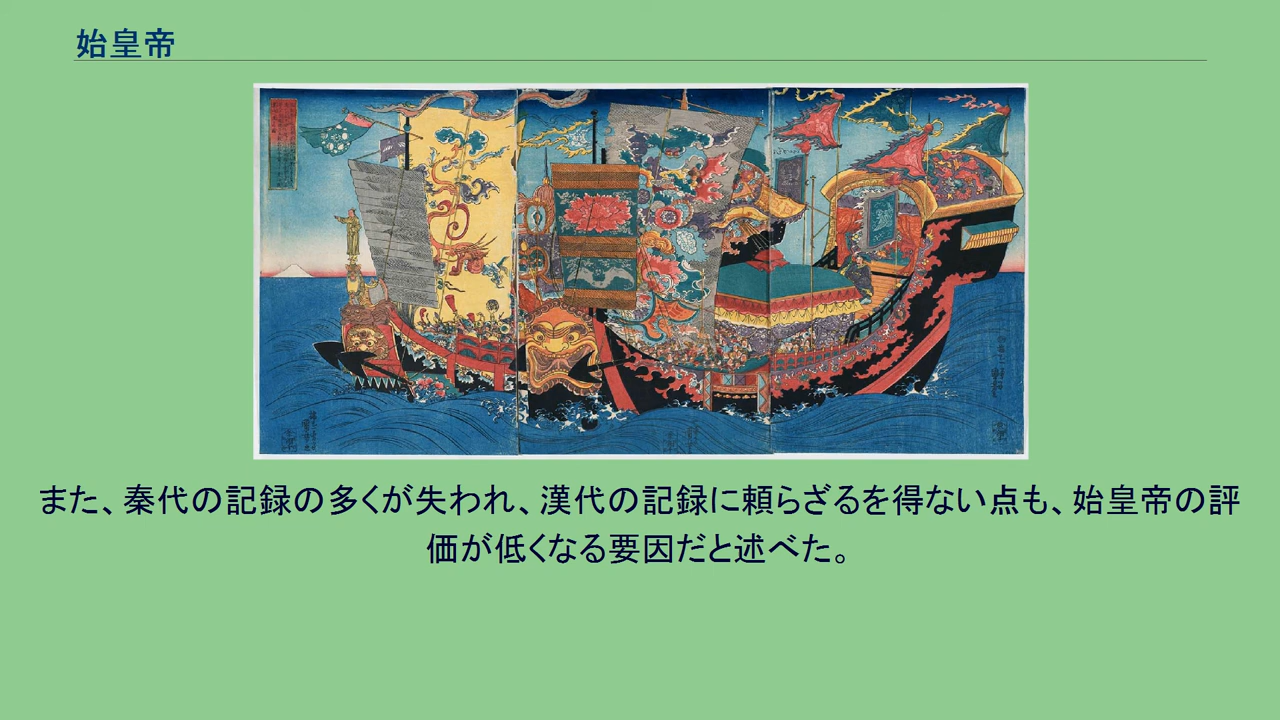 始皇帝
また、秦代の記録の多くが失われ、漢代の記録に頼らざるを得ない点も、始皇帝の評
価が低くなる要因だと述べた。